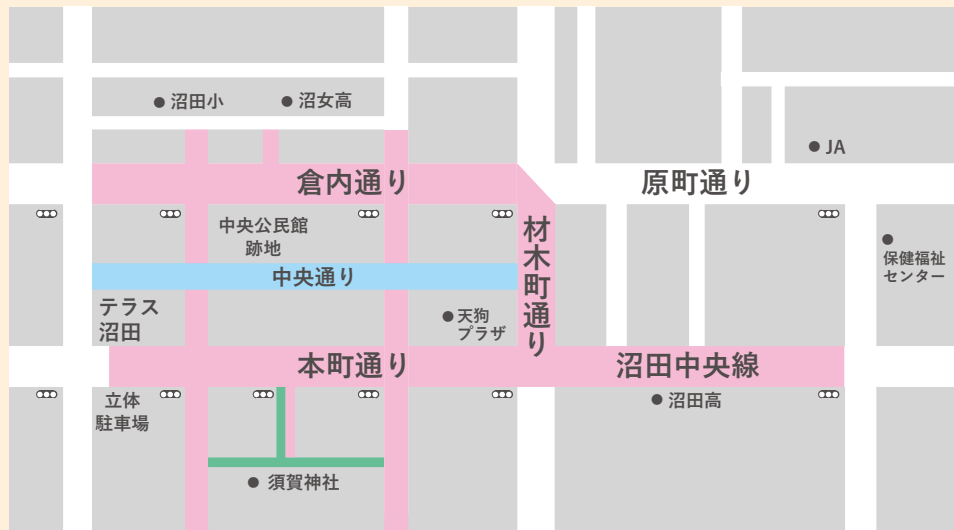 沼田小
沼女高
JA
倉内通り
原町通り
中央公民館
跡地
材木町通り
保健福祉
センター
中央通り
テラス
沼田
天狗
プラザ
本町通り
沼田中央線
立体
駐車場
沼田高
須賀神社